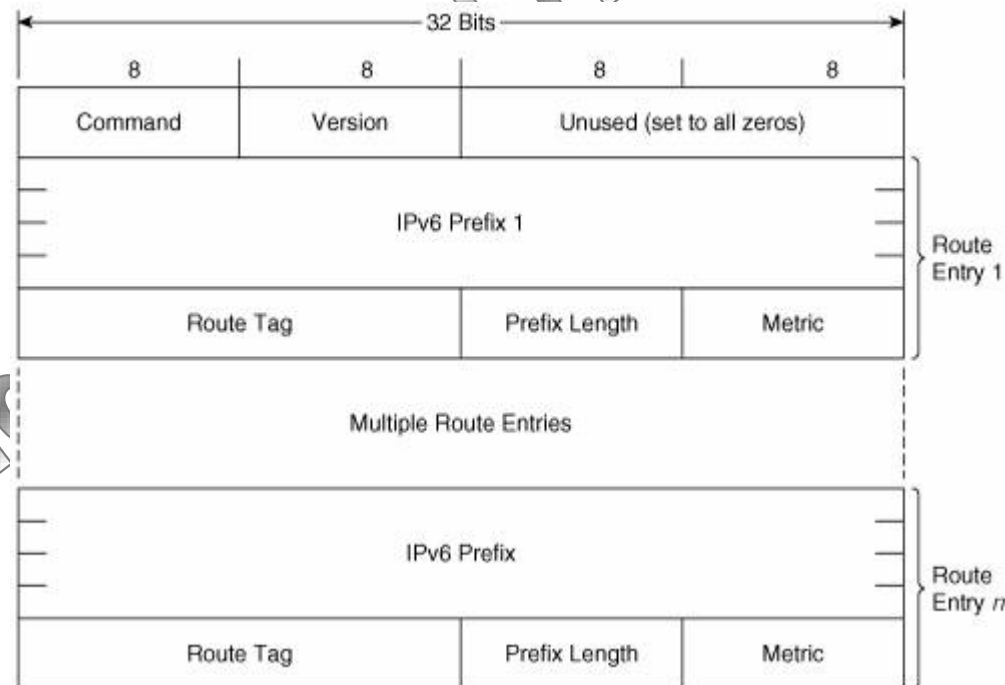 32 Bits
8 8 8 8
Command Version Unused (set to all zeros)
IPv6 Prefix 1
Route
Entry 1
Route Tag Prefix Length Metric
Multiple Route Entries
IPv6 Prefix
Route
Entry n
Route Tag Prefix Length Metric